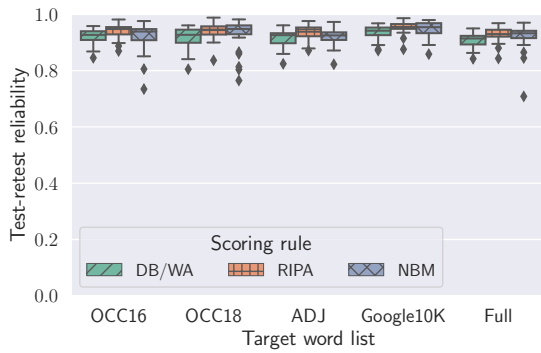 Test-retest reliability
1.0
0.8
0.6
0.4
0.2
0.0
Scoring rule
DB/WA RIPA NBM
OCC16 OCC18 ADJ Google10K Full
Target word list